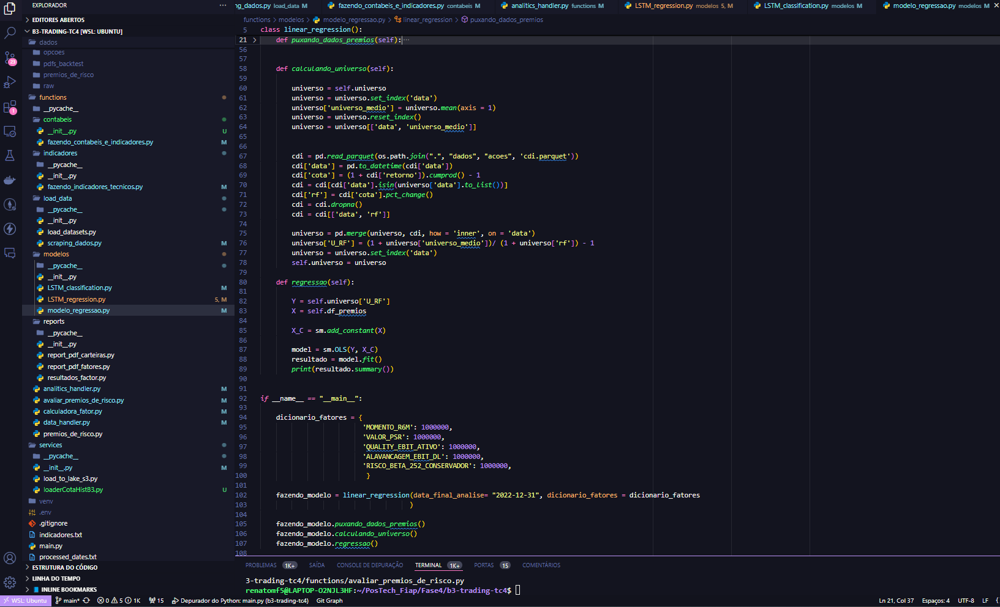 EXPLORADOR
ng_dados.py load_data M
fazendo_contabeis_e_indicadores.py contabeis M
analitics_handler.py functions M
LSTM_regression.py modelos 5, M
LSTM_classification.py modelos M
modelo_regressao.py modelos M
EDITORES ABERTOS
B3-TRADING-TC4 [WSL: UBUNTU]
dados
opcoes
pdfs_backtest
premios_de_risco
raw
functions
__pycache__
contabeis
__init__.py U
fazendo_contabeis_e_indicadores.py M
indicadores
__pycache__
__init__.py
fazendo_indicadores_tecnicos.py M
load_data
__pycache__
__init__.py
load_datasets.py
scraping_dados.py M
modelos
__pycache__
__init__.py
LSTM_classification.py M
LSTM_regression.py 5, M
modelo_regressao.py M
reports
__pycache__
__init__.py
report_pdf_carteiras.py
report_pdf_fatores.py
resultados_factor.py
analitics_handler.py M
avaliar_premios_de_risco.py M
calculadora_fator.py M
data_handler.py M
premios_de_risco.py
services
__pycache__
__init__.py M
load_to_lake_s3.py
loaderCotaHistB3.py U
venv
.env
.gitignore
indicadores.txt
main.py
processed_dates.txt
ESTRUTURA DO CÓDIGO
LINHA DO TEMPO
INLINE BOOKMARKS
23
1
functions > modelos > modelo_regressao.py > linear_regression > puxando_dados_premios
5 class linear_regression():
21 def puxando_dados_premios(self):···
56
57
58 def calculando_universo(self):
59
60 universo = self.universo
61 universo = universo.set_index('data')
62 universo['universo_medio'] = universo.mean(axis = 1)
63 universo = universo.reset_index()
64 universo = universo[['data', 'universo_medio']]
65
66
67 cdi = pd.read_parquet(os.path.join(".", "dados", "acoes", 'cdi.parquet'))
68 cdi['data'] = pd.to_datetime(cdi['data'])
69 cdi['cota'] = (1 + cdi['retorno']).cumprod() - 1
70 cdi = cdi[cdi['data'].isin(universo['data'].to_list())]
71 cdi['rf'] = cdi['cota'].pct_change()
72 cdi = cdi.dropna()
73 cdi = cdi[['data', 'rf']]
74
75 universo = pd.merge(universo, cdi, how = 'inner', on = 'data')
76 universo['U_RF'] = (1 + universo['universo_medio'])/ (1 + universo['rf']) - 1
77 universo = universo.set_index('data')
78 self.universo = universo
79
80 def regressao(self):
81
82 Y = self.universo['U_RF']
83 X = self.df_premios
84
85 X_C = sm.add_constant(X)
86
87 model = sm.OLS(Y, X_C)
88 resultado = model.fit()
89 print(resultado.summary())
90
91
92 if __name__ == "__main__":
93
94 dicionario_fatores = {
95 'MOMENTO_R6M': 1000000,
96 'VALOR_PSR': 1000000,
97 'QUALITY_EBIT_ATIVO': 1000000,
98 'ALAVANCAGEM_EBIT_DL': 1000000,
99 'RISCO_BETA_252_CONSERVADOR': 1000000,
100 }
101
102 fazendo_modelo = linear_regression(data_final_analise= "2022-12-31", dicionario_fatores = dicionario_fatores
103 )
104
105 fazendo_modelo.puxando_dados_premios()
106 fazendo_modelo.calculando_universo()
107 fazendo_modelo.regressao()
108
PROBLEMAS 1K+ SAÍDA CONSOLE DE DEPURAÇÃO TERMINAL 1K+ PORTAS 15 COMENTÁRIOS
3-trading-tc4/functions/avaliar_premios_de_risco.py
renatomf5@LAPTOP-O2NJL3HF:~/PosTech_Fiap/Fase4/b3-trading-tc4$
WSL: Ubuntu main* 0 5 1K 15 Depurador do Python: main.py (b3-trading-tc4) Git Graph Ln 21, Col 37 Espaços: 4 UTF-8 LF {